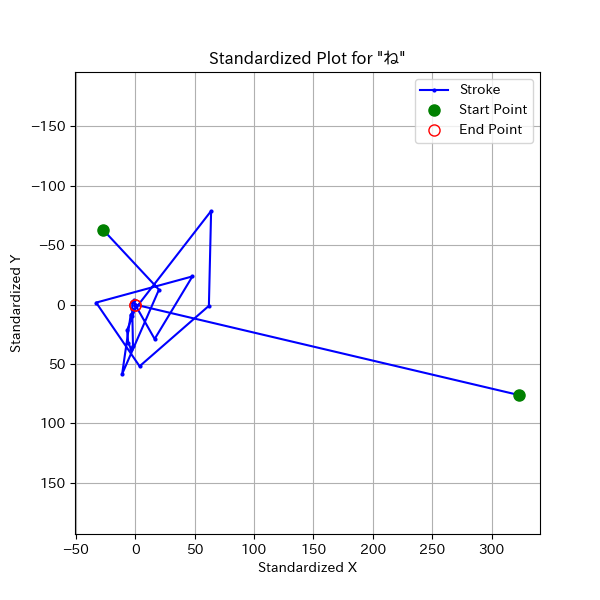 Standardized Plot for "ね"
Stroke
Start Point
End Point
Standardized Y
−150
−100
−50
0
50
100
150
−50 0 50 100 150 200 250 300
Standardized X